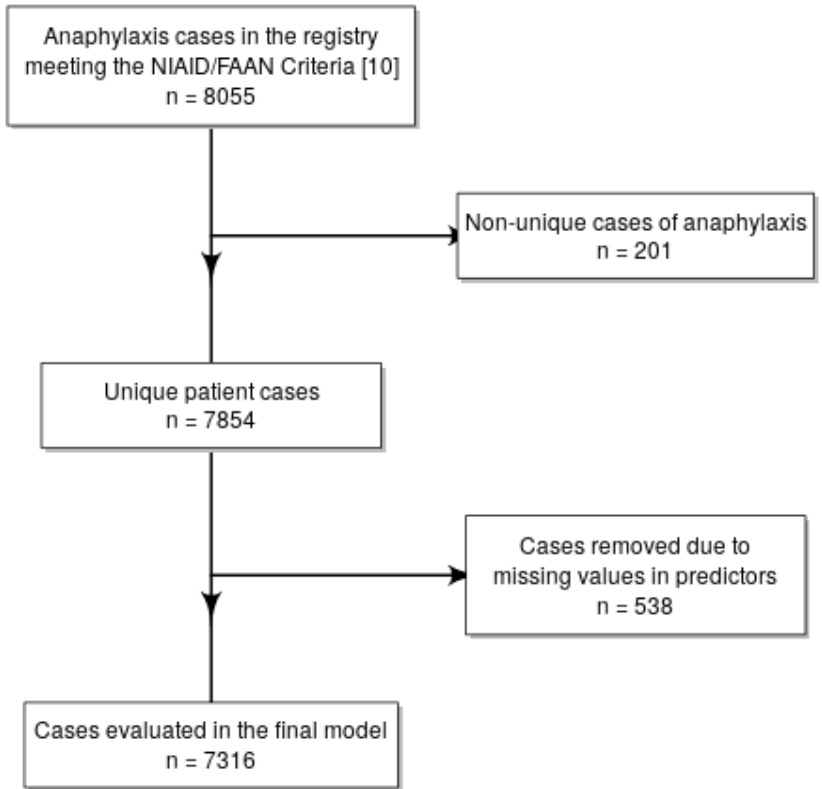 Anaphylaxis cases in the registry
meeting the NIAID/FAAN Criteria [10]
n = 8055
Non-unique cases of anaphylaxis
n = 201
Unique patient cases
n = 7854
Cases removed due to
missing values in predictors
n = 538
Cases evaluated in the final model
n = 7316